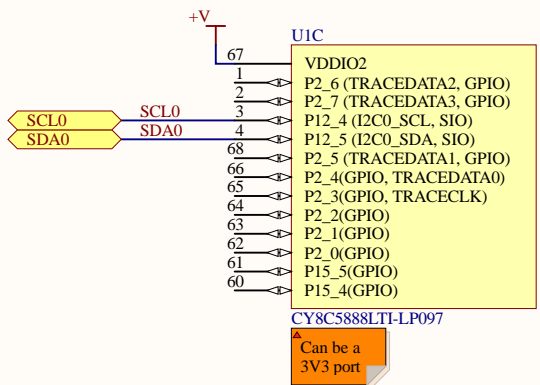 +V
U1C
67 VDDIO2
1 P2_6 (TRACEDATA2, GPIO)
2 P2_7 (TRACEDATA3, GPIO)
SCL0 SCL0 3 P12_4 (I2C0_SCL, SIO)
SDA0 SDA0 4 P12_5 (I2C0_SDA, SIO)
68 P2_5 (TRACEDATA1, GPIO)
66 P2_4(GPIO, TRACEDATA0)
65 P2_3(GPIO, TRACECLK)
64 P2_2(GPIO)
63 P2_1(GPIO)
62 P2_0(GPIO)
61 P15_5(GPIO)
60 P15_4(GPIO)
CY8C5888LTI-LP097
Can be a
3V3 port